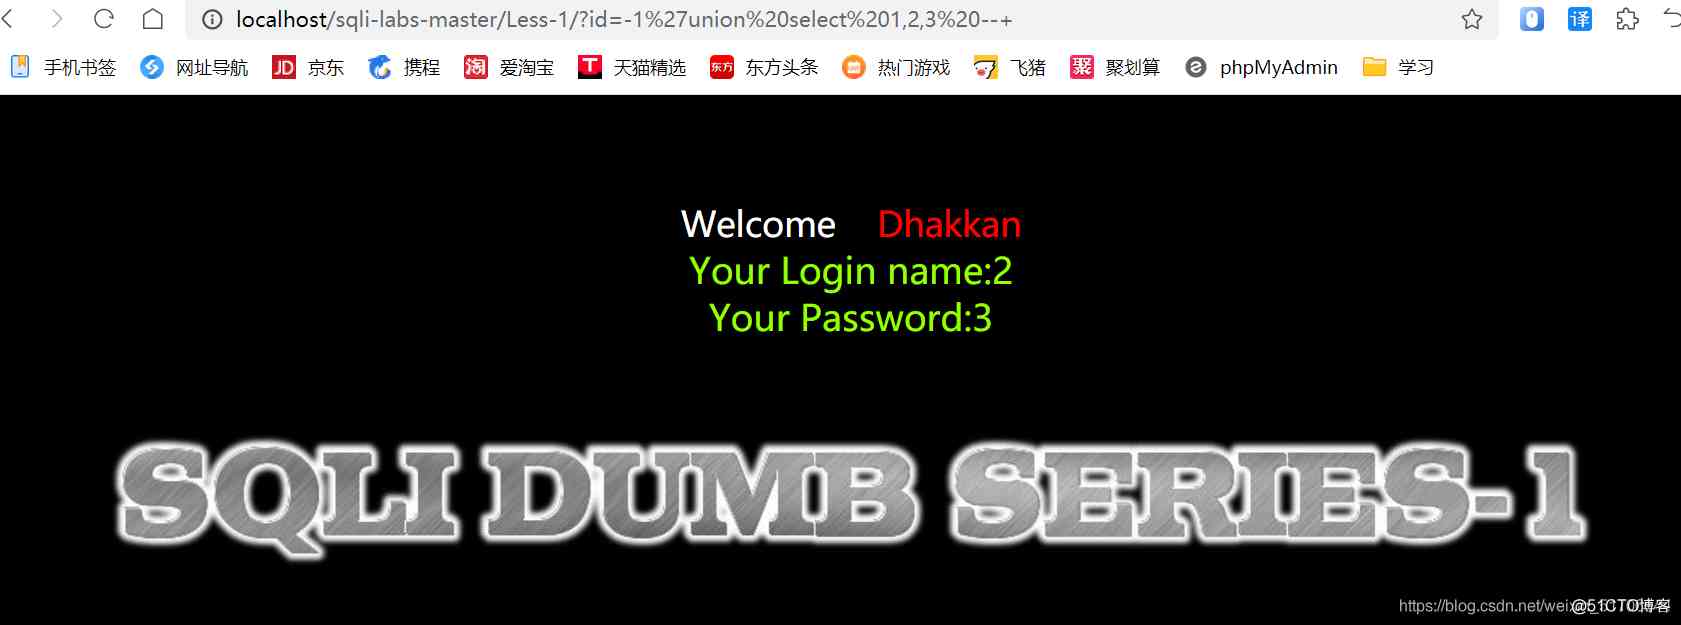 localhost/sqli-labs-master/Less-1/?id=-1%27union%20select%201,2,3%20--+
译
手机书签 网址导航 JD 京东 携程 淘 爱淘宝 T 天猫精选 东方 东方头条 热门游戏 飞猪 聚 聚划算 phpMyAdmin 学习
Welcome Dhakkan
Your Login name:2
Your Password:3
SQLI DUMB SERIES-1
https://blog.csdn.net/weix @51CTO博客